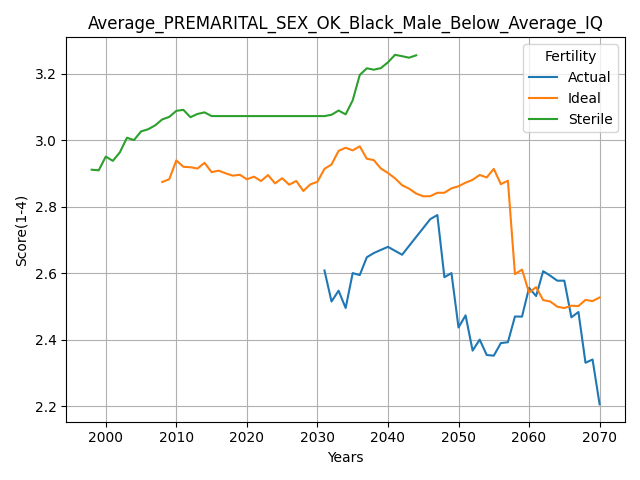 Average_PREMARITAL_SEX_OK_Black_Male_Below_Average_IQ
Fertility
Actual
Ideal
Sterile
Score(1-4)
3.2
3.0
2.8
2.6
2.4
2.2
2000 2010 2020 2030 2040 2050 2060 2070
Years